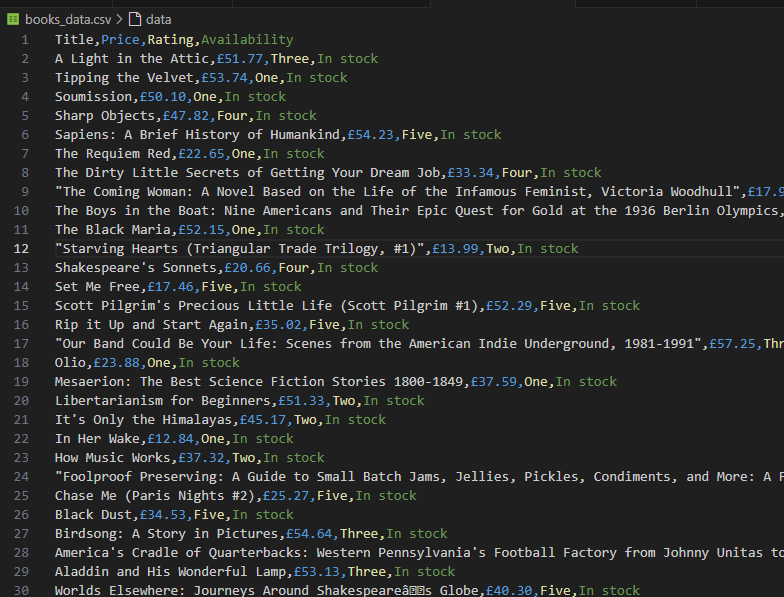 books_data.csv > data
1 Title,Price,Rating,Availability
2 A Light in the Attic,£51.77,Three,In stock
3 Tipping the Velvet,£53.74,One,In stock
4 Soumission,£50.10,One,In stock
5 Sharp Objects,£47.82,Four,In stock
6 Sapiens: A Brief History of Humankind,£54.23,Five,In stock
7 The Requiem Red,£22.65,One,In stock
8 The Dirty Little Secrets of Getting Your Dream Job,£33.34,Four,In stock
9 "The Coming Woman: A Novel Based on the Life of the Infamous Feminist, Victoria Woodhull",£17.9
10 The Boys in the Boat: Nine Americans and Their Epic Quest for Gold at the 1936 Berlin Olympics,
11 The Black Maria,£52.15,One,In stock
12 "Starving Hearts (Triangular Trade Trilogy, #1)",£13.99,Two,In stock
13 Shakespeare's Sonnets,£20.66,Four,In stock
14 Set Me Free,£17.46,Five,In stock
15 Scott Pilgrim's Precious Little Life (Scott Pilgrim #1),£52.29,Five,In stock
16 Rip it Up and Start Again,£35.02,Five,In stock
17 "Our Band Could Be Your Life: Scenes from the American Indie Underground, 1981-1991",£57.25,Thr
18 Olio,£23.88,One,In stock
19 Mesaerion: The Best Science Fiction Stories 1800-1849,£37.59,One,In stock
20 Libertarianism for Beginners,£51.33,Two,In stock
21 It's Only the Himalayas,£45.17,Two,In stock
22 In Her Wake,£12.84,One,In stock
23 How Music Works,£37.32,Two,In stock
24 "Foolproof Preserving: A Guide to Small Batch Jams, Jellies, Pickles, Condiments, and More: A F
25 Chase Me (Paris Nights #2),£25.27,Five,In stock
26 Black Dust,£34.53,Five,In stock
27 Birdsong: A Story in Pictures,£54.64,Three,In stock
28 America's Cradle of Quarterbacks: Western Pennsylvania's Football Factory from Johnny Unitas to
29 Aladdin and His Wonderful Lamp,£53.13,Three,In stock
30 Worlds Elsewhere: Journeys Around Shakespeareâs Globe,£40.30,Five,In stock